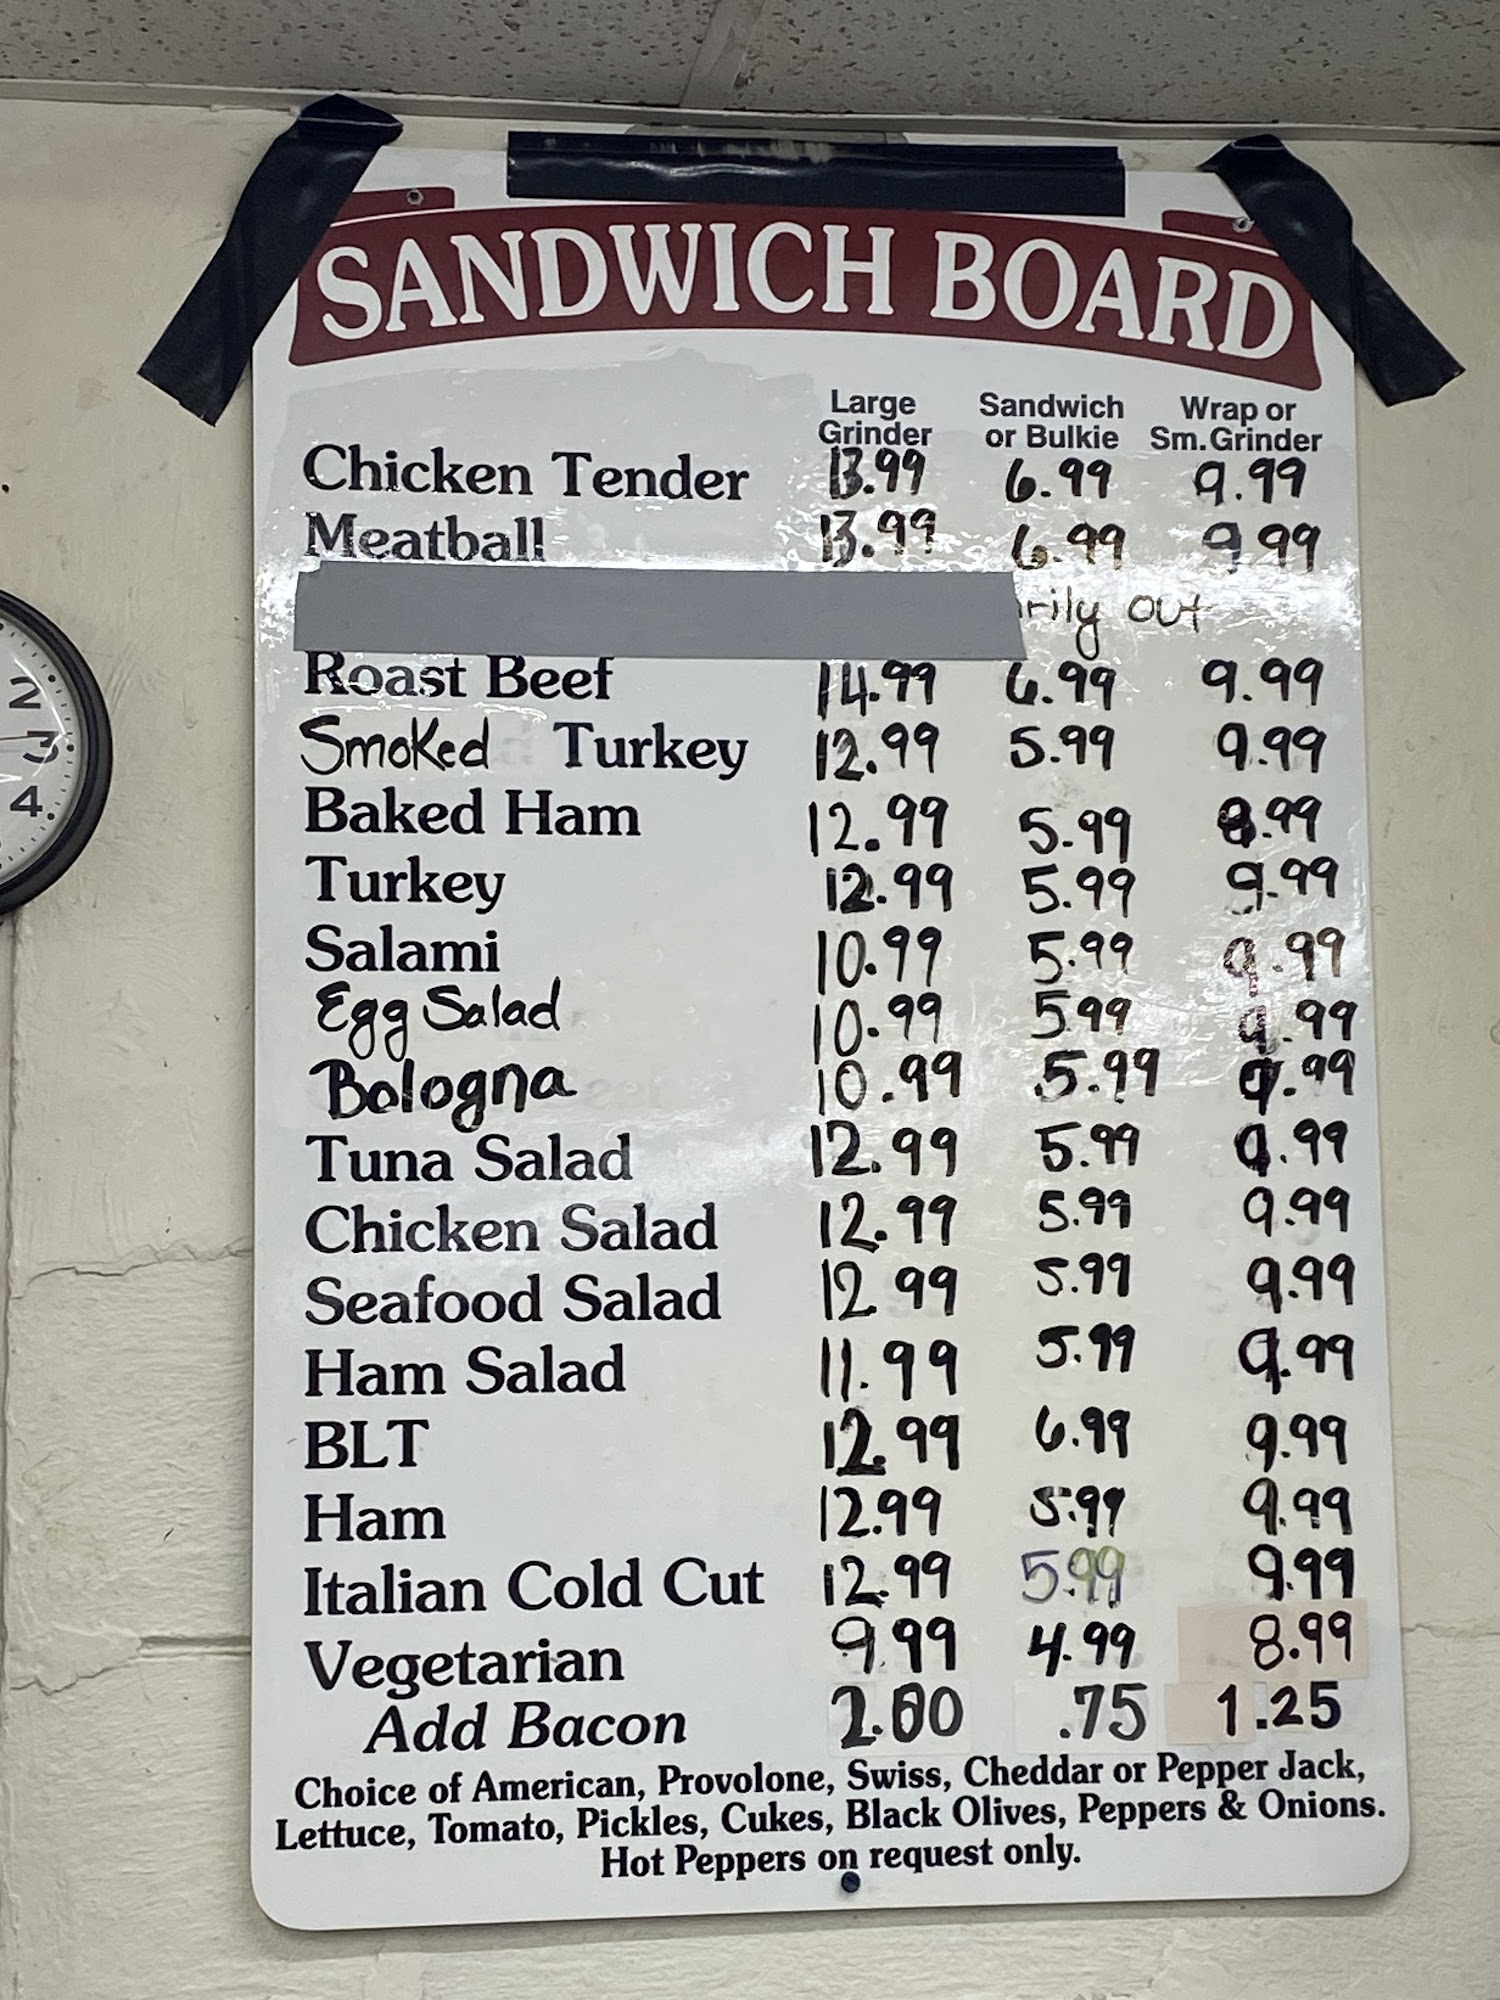 SANDWICH BOARD
Large Grinder Sandwich or Bulkie Wrap or Sm. Grinder
Chicken Tender 13.99 6.99 9.99
Meatball 13.99 6.99 9.99
out
Roast Beef 14.99 6.99 9.99
Smoked Turkey 12.99 5.99 9.99
Baked Ham 12.99 5.99 8.99
Turkey 12.99 5.99 9.99
Salami 10.99 5.99 9.99
Egg Salad 10.99 5.99 9.99
Bologna 10.99 5.99 9.99
Tuna Salad 12.99 5.99 9.99
Chicken Salad 12.99 5.99 9.99
Seafood Salad 12.99 5.99 9.99
Ham Salad 11.99 5.99 9.99
BLT 12.99 6.99 9.99
Ham 12.99 5.99 9.99
Italian Cold Cut 12.99 5.99 9.99
Vegetarian 9.99 4.99 8.99
Add Bacon 2.00 .75 1.25
Choice of American, Provolone, Swiss, Cheddar or Pepper Jack,
Lettuce, Tomato, Pickles, Cukes, Black Olives, Peppers & Onions.
Hot Peppers on request only.
2
3
4